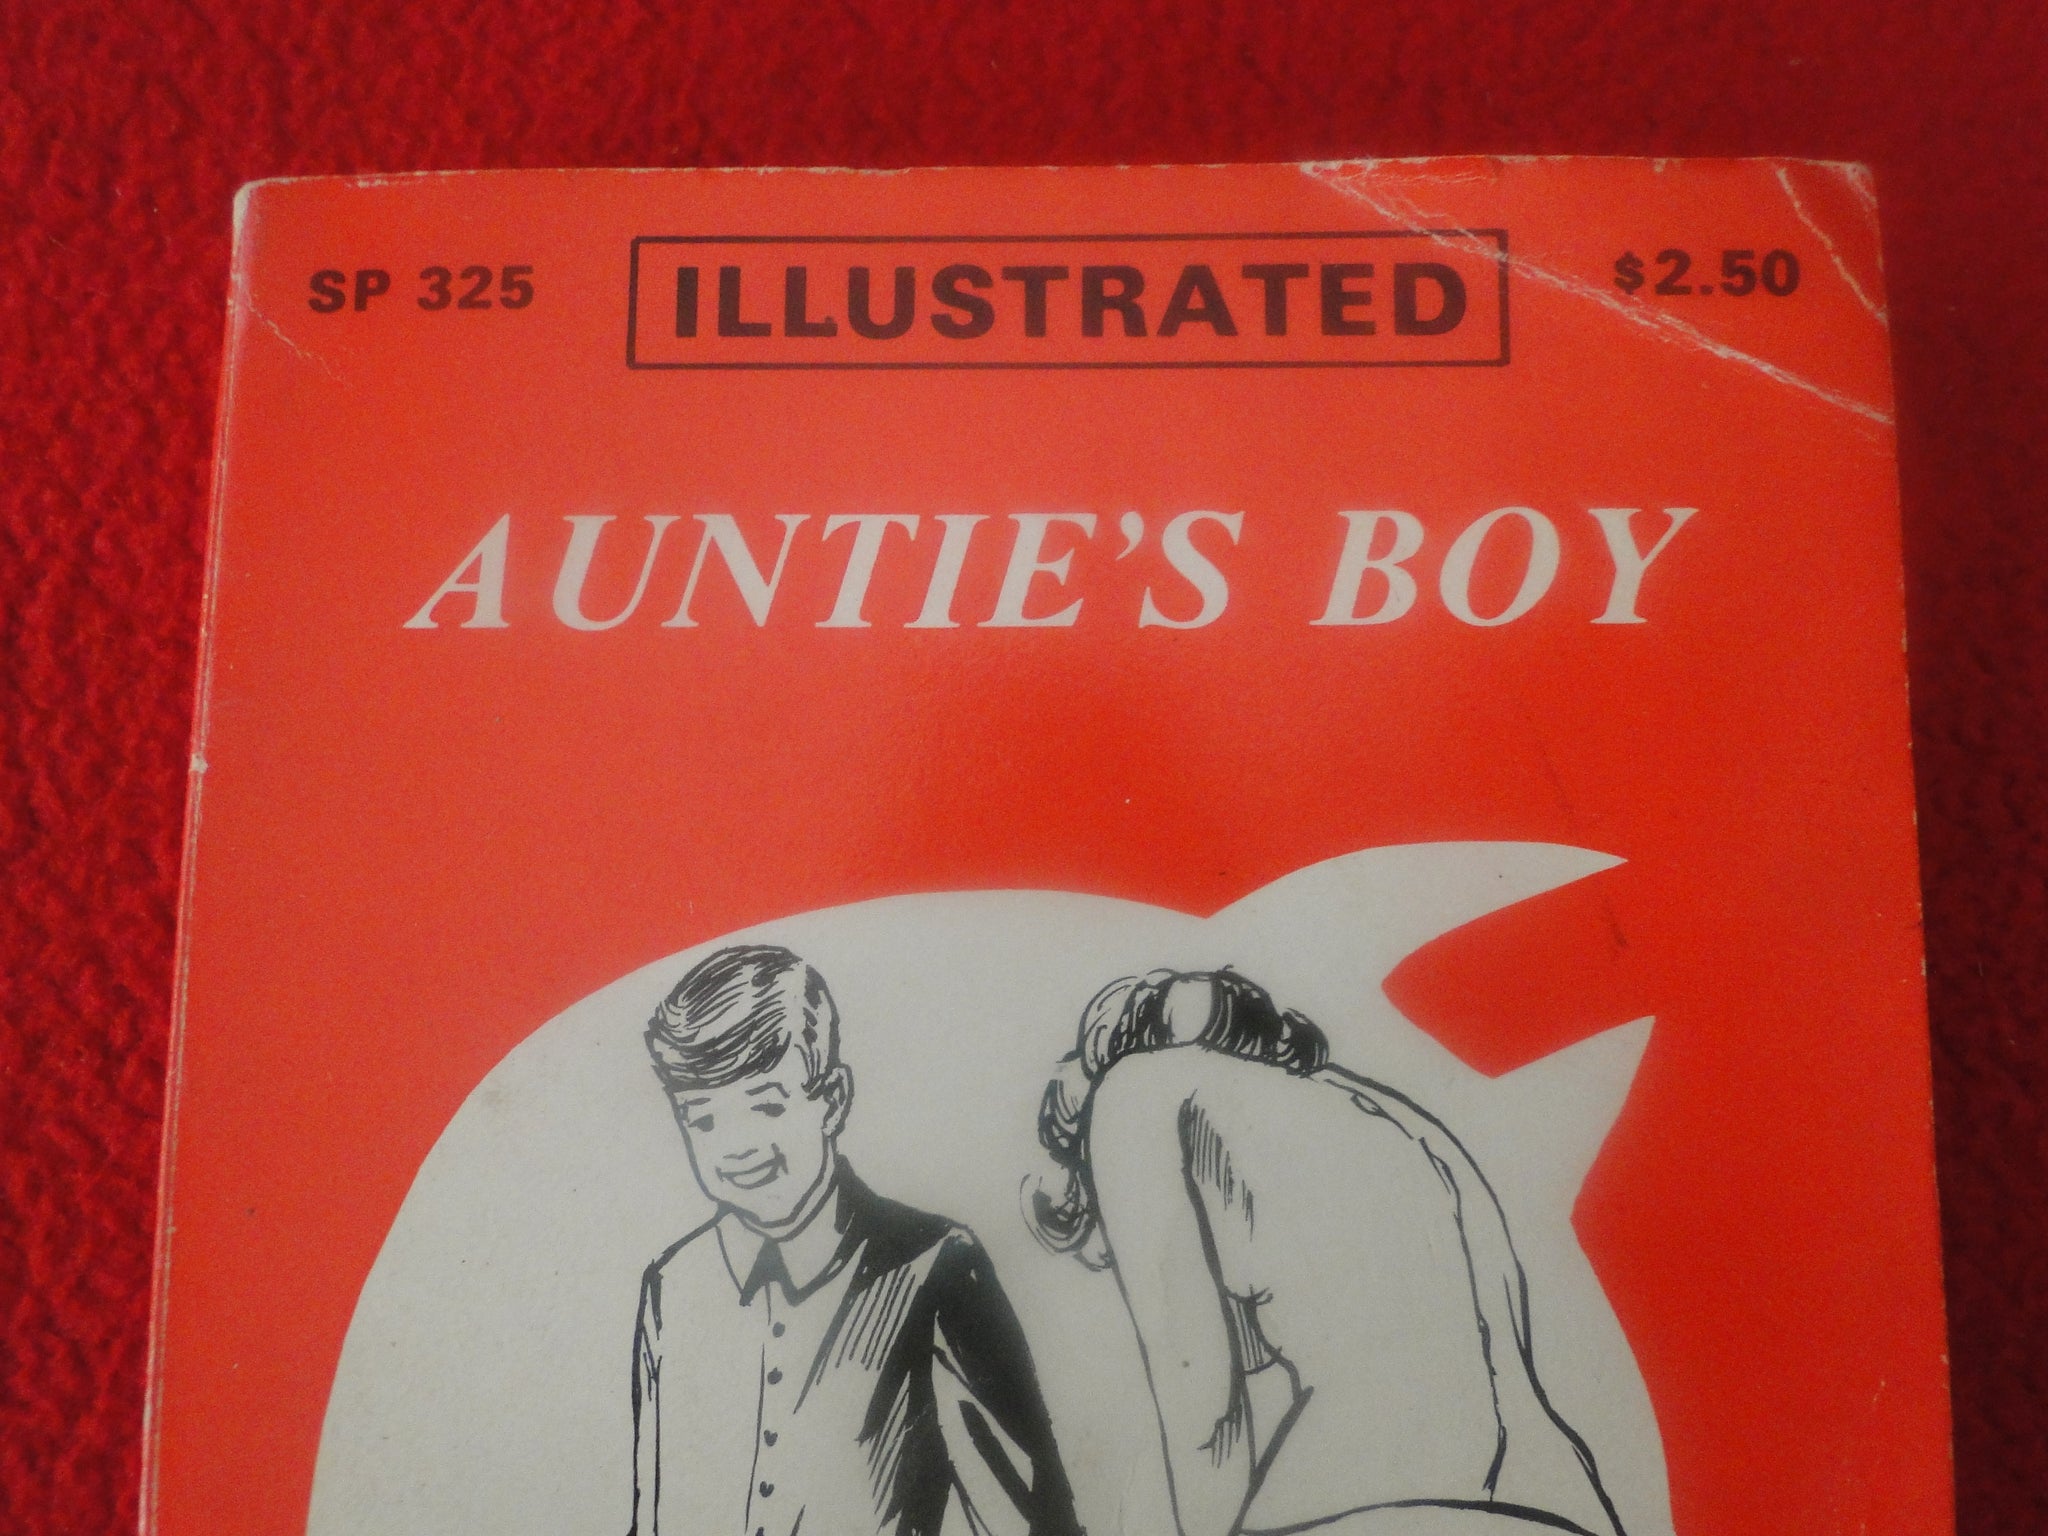 SP 325
ILLUSTRATED
$2.50
AUNTIE'S BOY